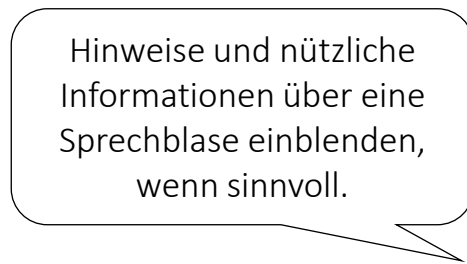 Hinweise und nützliche
Informationen über eine
Sprechblase einblenden,
wenn sinnvoll.